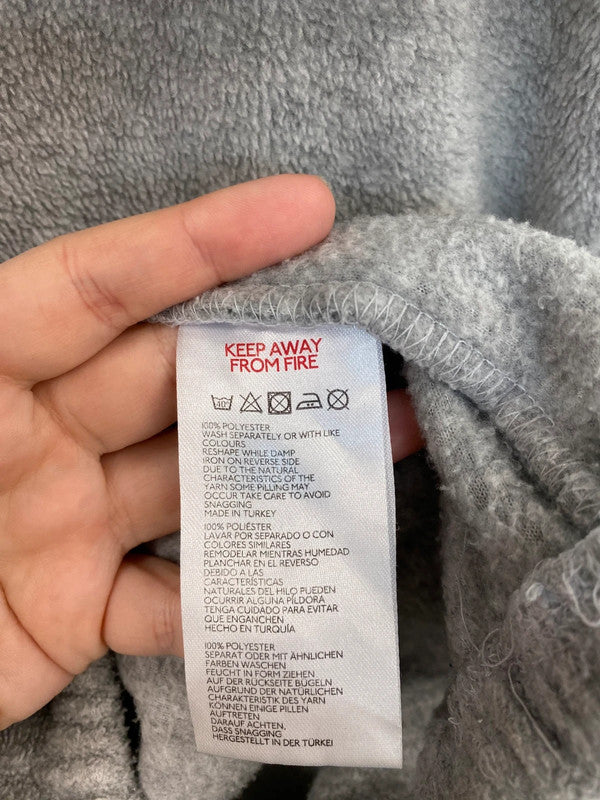 KEEP AWAY
FROM FIRE
40°
100% POLYESTER
WASH SEPARATELY OR WITH LIKE
COLOURS
RESHAPE WHILE DAMP
IRON ON REVERSE SIDE
DUE TO THE NATURAL
CHARACTERISTICS OF THE
YARN SOME PILLING MAY
OCCUR TAKE CARE TO AVOID
SNAGGING
MADE IN TURKEY
100% POLIÉSTER
LAVAR POR SEPARADO O CON
COLORES SIMILARES
REMODELAR MIENTRAS HUMEDAD
PLANCHAR EN EL REVERSO
DEBIDO A LAS
CARACTERÍSTICAS
NATURALES DEL HILO PUEDEN
OCURRIR ALGUNA PÍLDORA
TENGA CUIDADO PARA EVITAR
QUE ENGANCHEN
HECHO EN TURQUÍA
100% POLYESTER
SEPARAT ODER MIT ÄHNLICHEN
FARBEN WASCHEN
FEUCHT IN FORM ZIEHEN
AUF DER RÜCKSEITE BÜGELN
AUFGRUND DER NATÜRLICHEN
CHARAKTERISTIK DES YARN
KÖNNEN EINIGE PILLEN
AUFTRETEN
DARAUF ACHTEN,
DASS SNAGGING
HERGESTELLT IN DER TÜRKEI